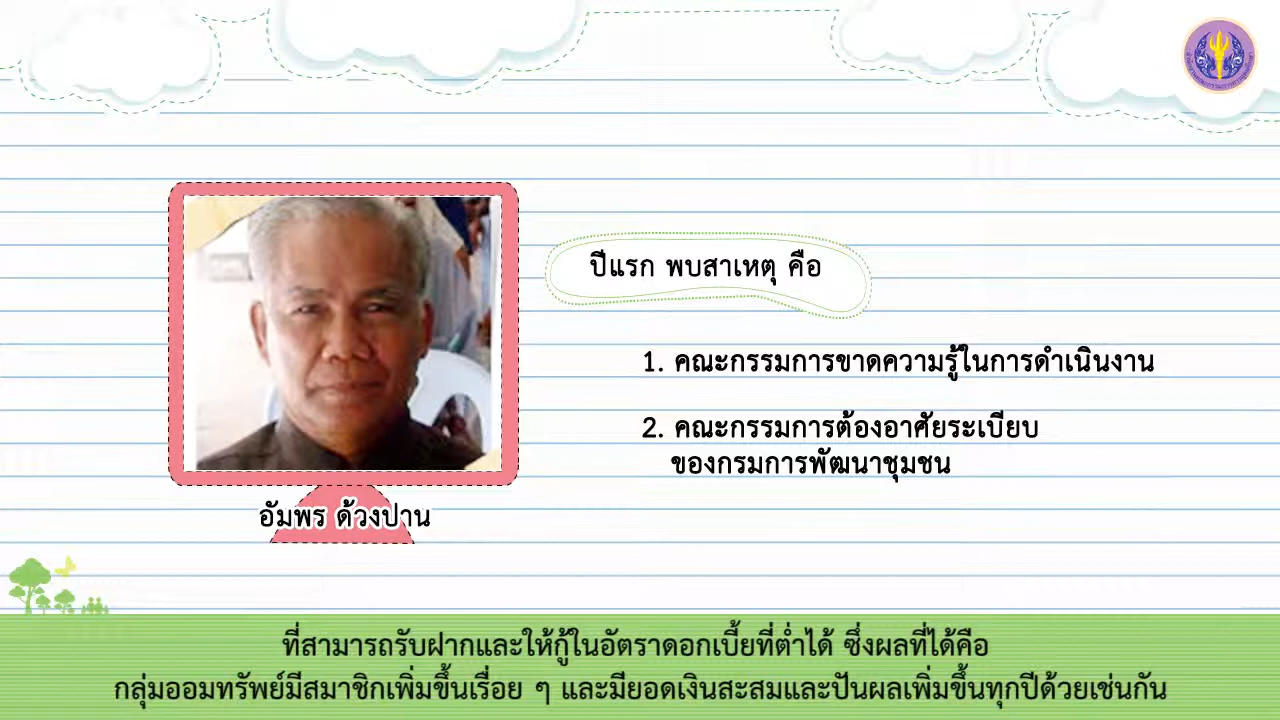 ปีแรก พบสาเหตุ คือ
1. คณะกรรมการขาดความรู้ในการดำเนินงาน
2. คณะกรรมการต้องอาศัยระเบียบ
ของกรมการพัฒนาชุมชน
อัมพร ด้วงปาน
ที่สามารถรับฝากและให้กู้ในอัตราดอกเบี้ยที่ต่ำได้ ซึ่งผลที่ได้คือ
กลุ่มออมทรัพย์มีสมาชิกเพิ่มขึ้นเรื่อย ๆ และมียอดเงินสะสมและปันผลเพิ่มขึ้นทุกปีด้วยเช่นกัน